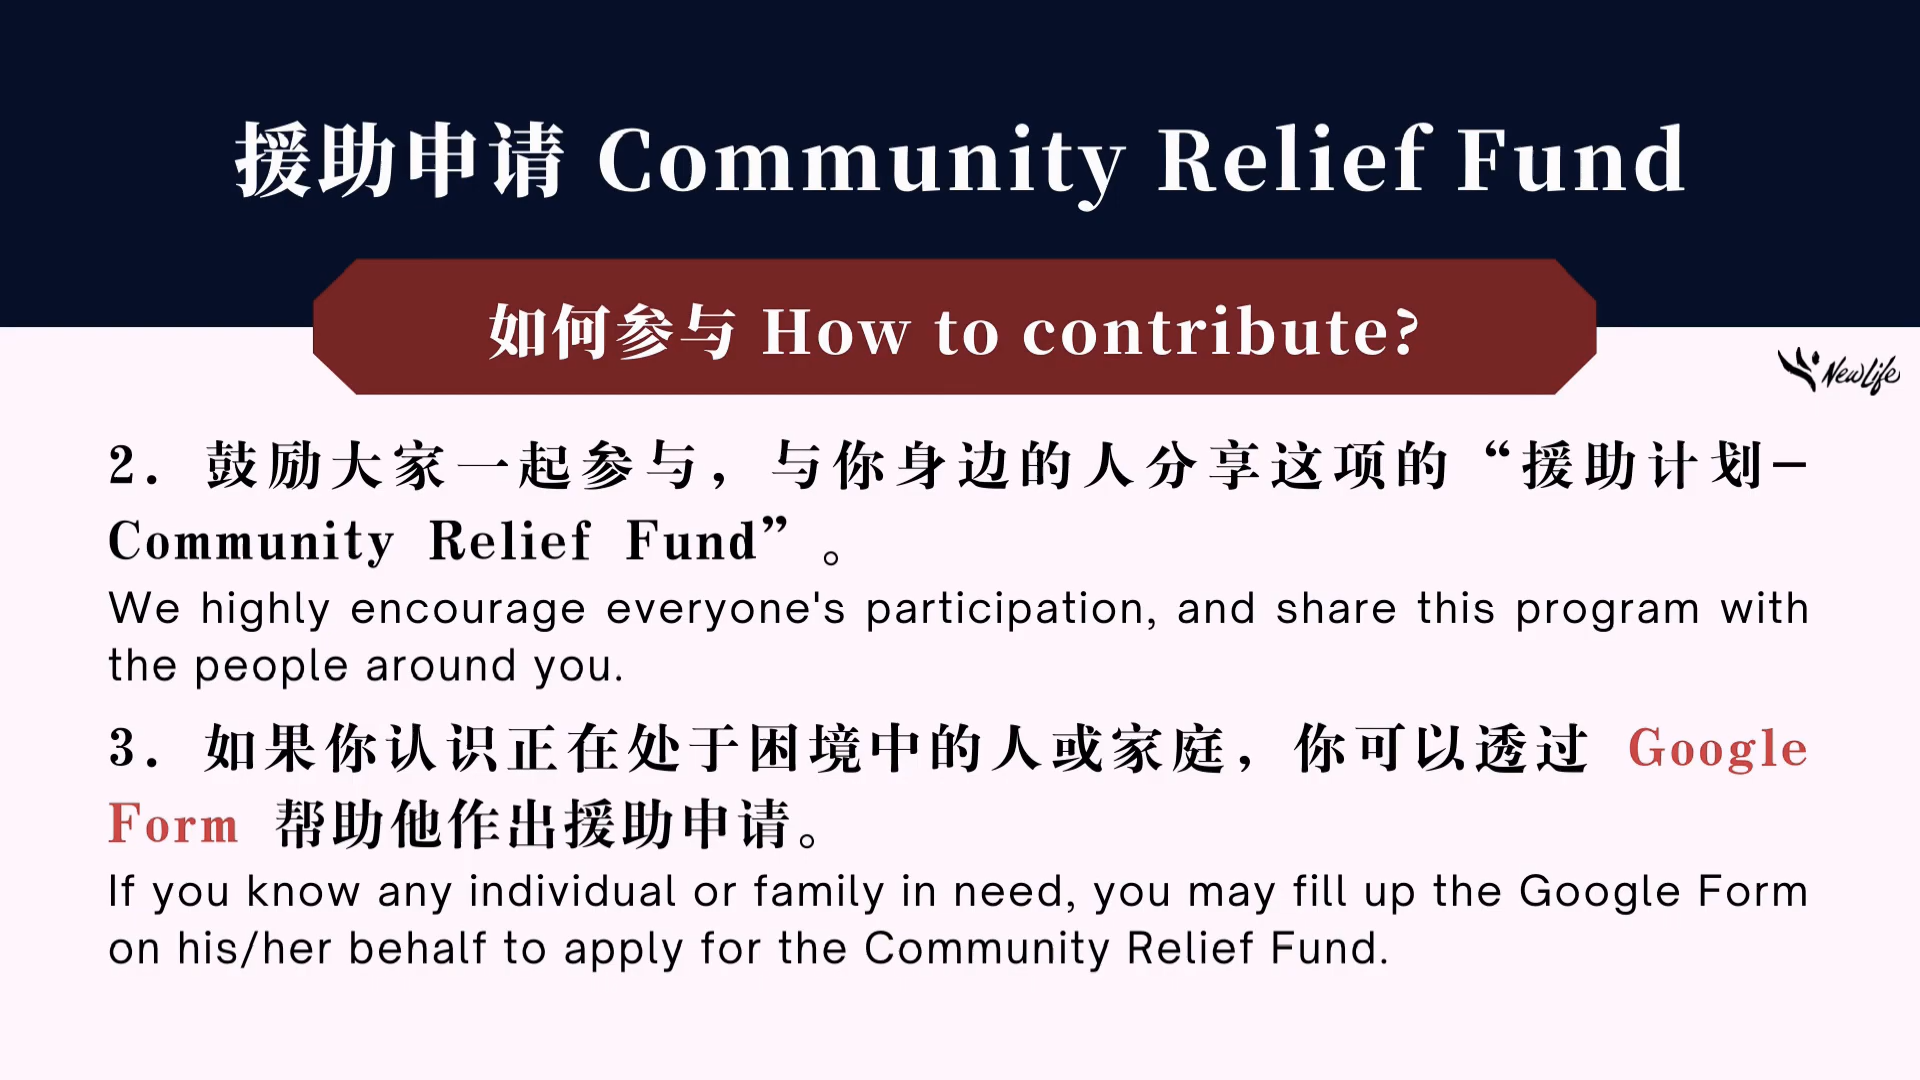 援助申请 Community Relief Fund
如何参与 How to contribute?
NewLife
2. 鼓励大家一起参与，与你身边的人分享这项的“援助计划–
Community Relief Fund”。
We highly encourage everyone's participation, and share this program with
the people around you.
3. 如果你认识正在处于困境中的人或家庭，你可以透过 Google
Form 帮助他作出援助申请。
If you know any individual or family in need, you may fill up the Google Form
on his/her behalf to apply for the Community Relief Fund.